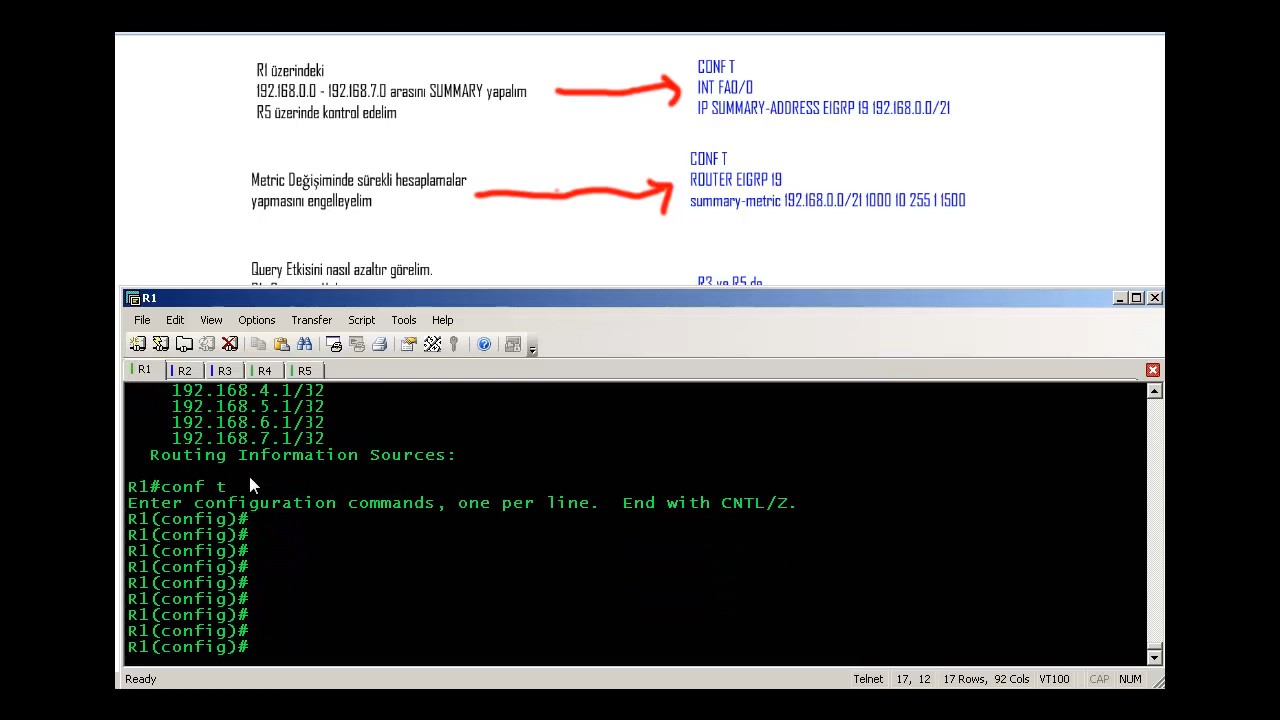 R1 üzerindeki
192.168.0.0 - 192.168.7.0 arasını SUMMARY yapalım
R5 üzerinde kontrol edelim
CONF T
INT FA0/0
IP SUMMARY-ADDRESS EIGRP 19 192.168.0.0/21
Metric Değişiminde sürekli hesaplamalar
yapmasını engelleyelim
CONF T
ROUTER EIGRP 19
summary-metric 192.168.0.0/21 1000 10 255 1 1500
Query Etkisini nasıl azaltır görelim.
R3 ve R5 de
R1
File Edit View Options Transfer Script Tools Help
R1 R2 R3 R4 R5
192.168.4.1/32
192.168.5.1/32
192.168.6.1/32
192.168.7.1/32
Routing Information Sources:
R1#conf t
Enter configuration commands, one per line. End with CNTL/Z.
R1(config)#
R1(config)#
R1(config)#
R1(config)#
R1(config)#
R1(config)#
R1(config)#
R1(config)#
R1(config)#
Ready Telnet 17, 12 17 Rows, 92 Cols VT100 CAP NUM